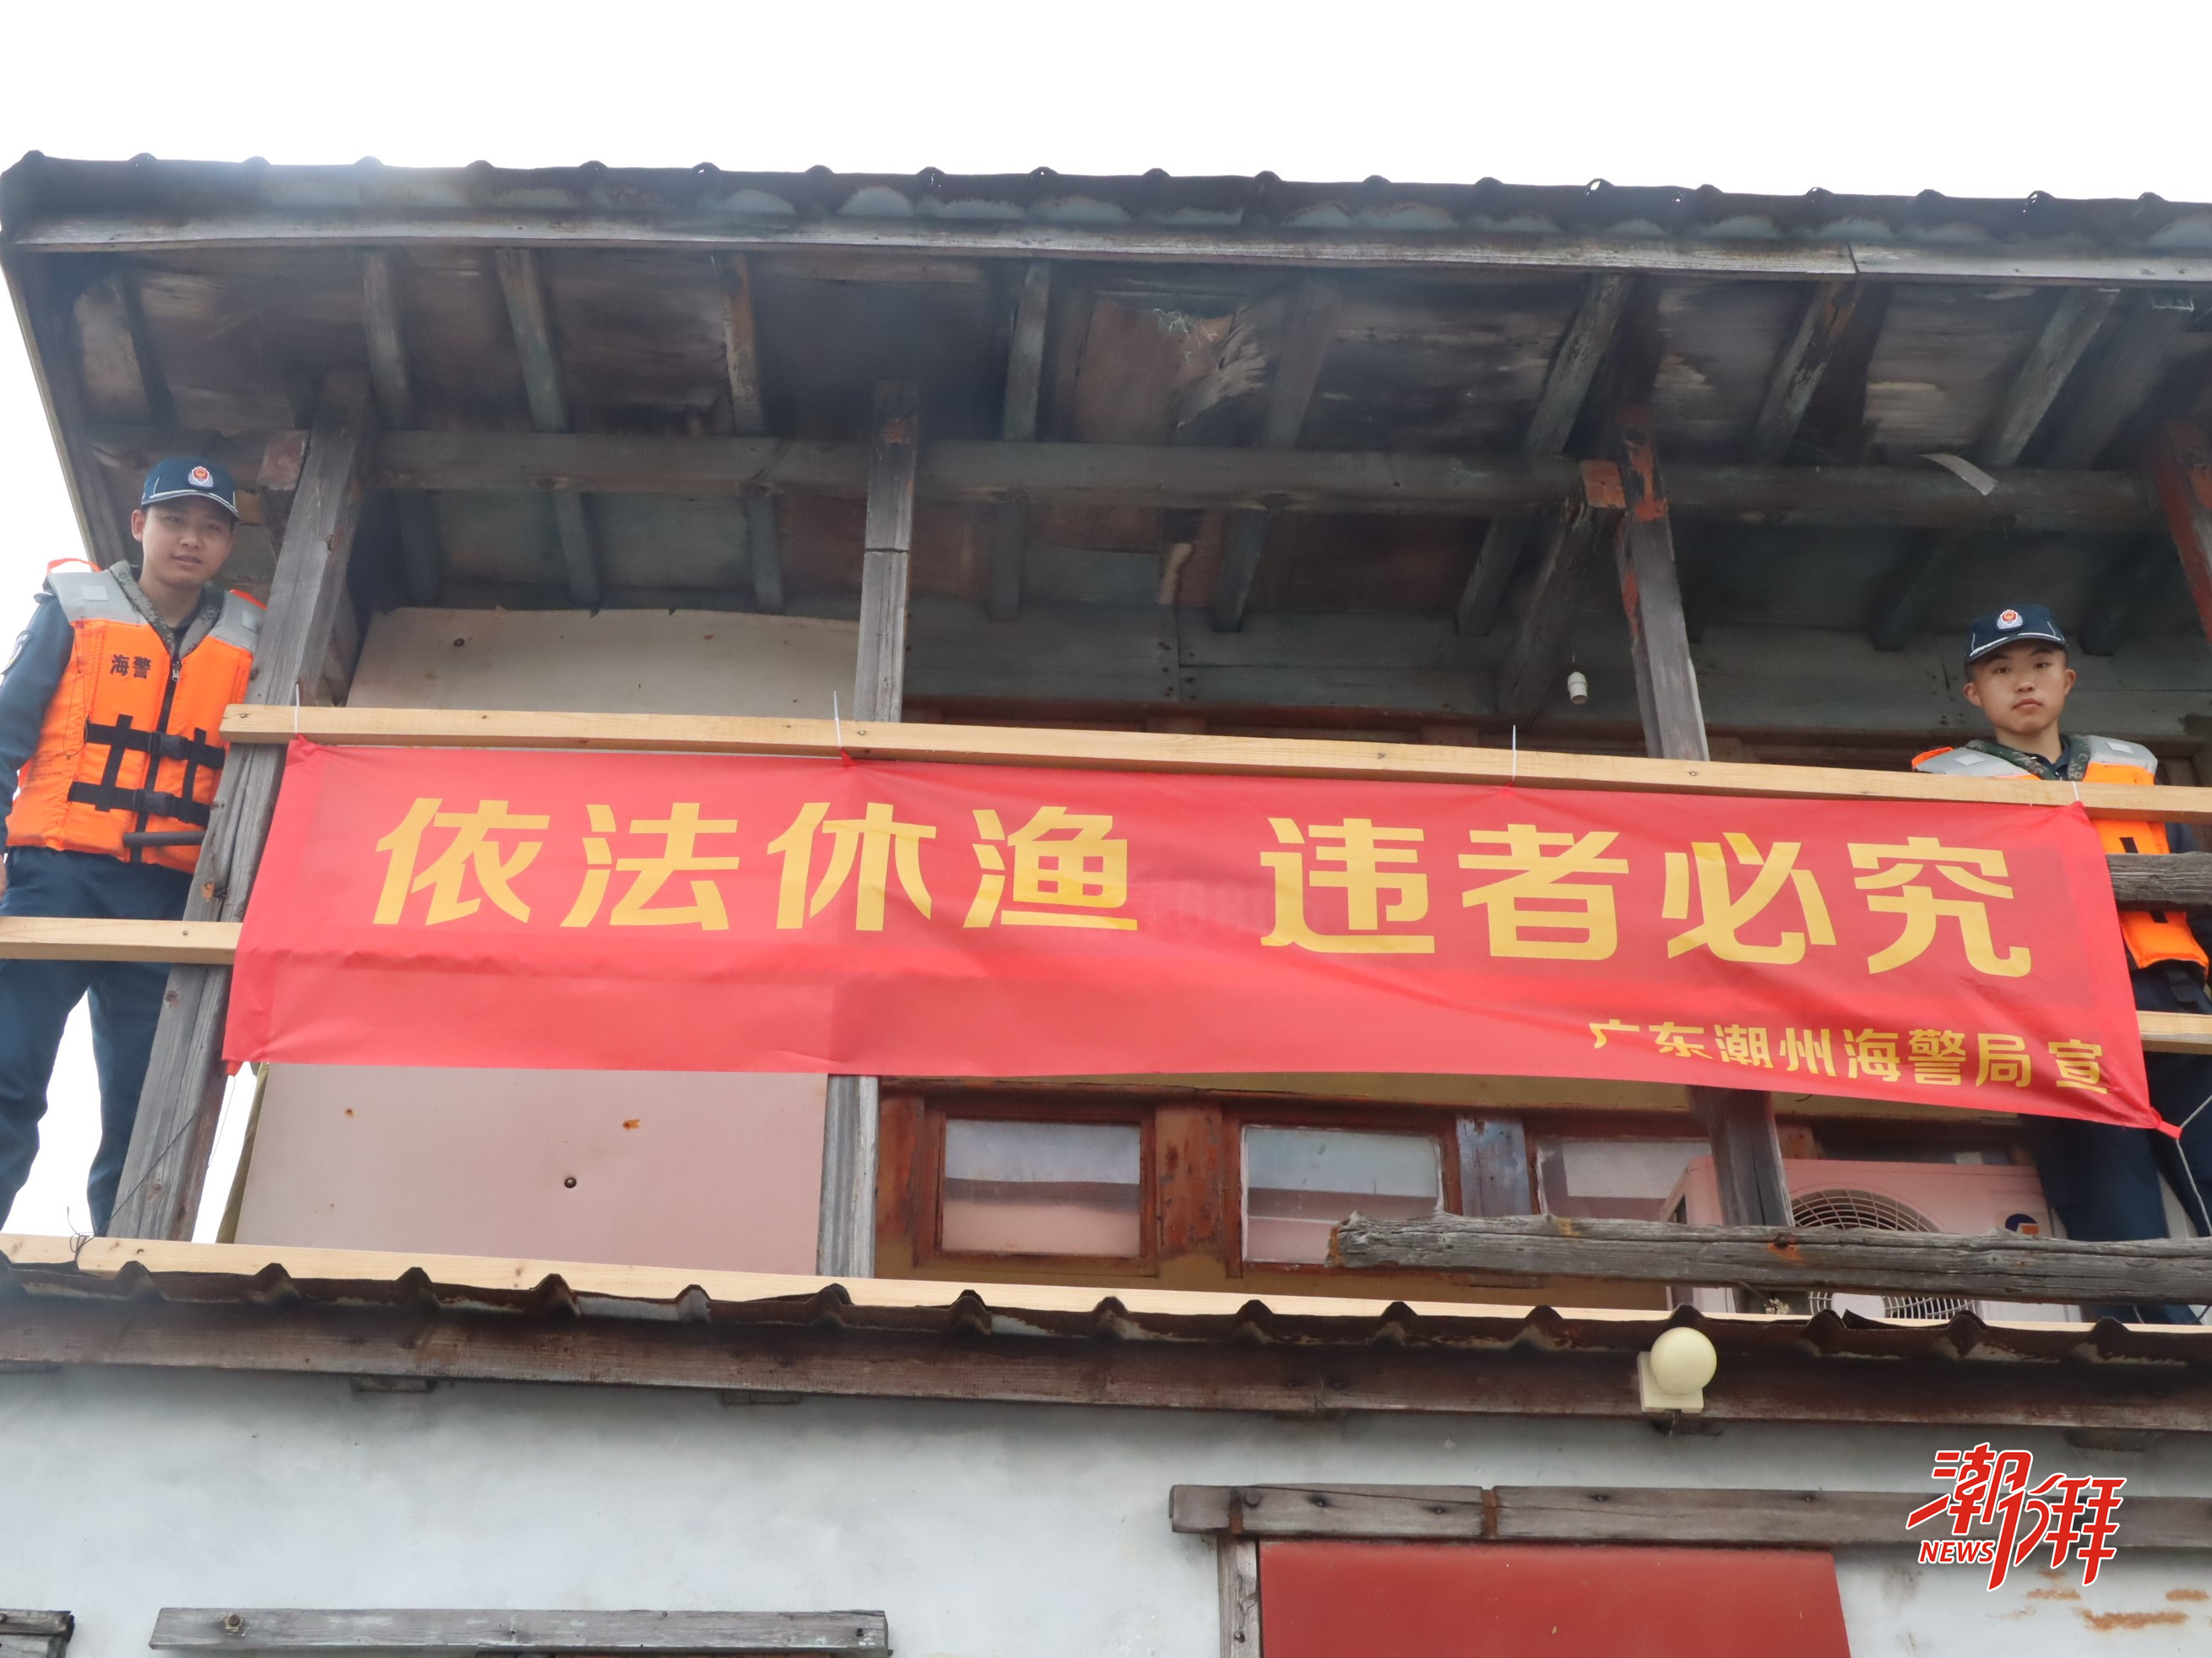 海警
依法休渔 违者必究
广东潮州海警局 宣
潮湃
NEWS